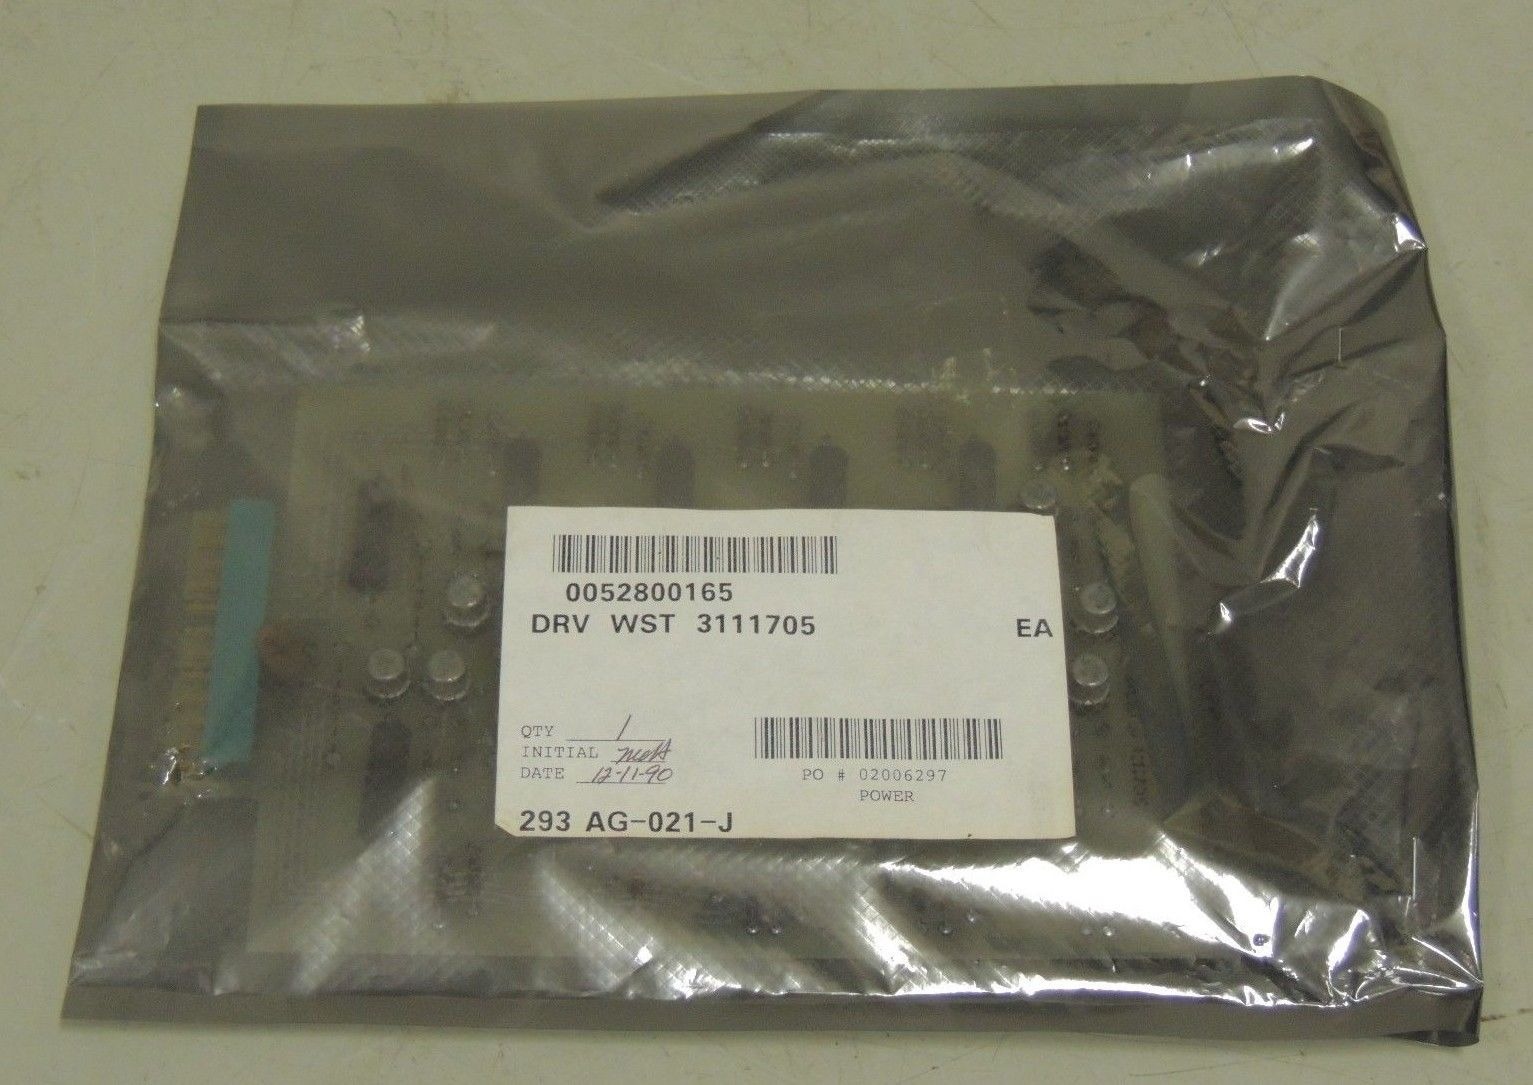 0052800165
DRV WST 3111705 EA
QTY 1
INITIAL
DATE 12-11-90
PO # 02006297
POWER
293 AG-021-J